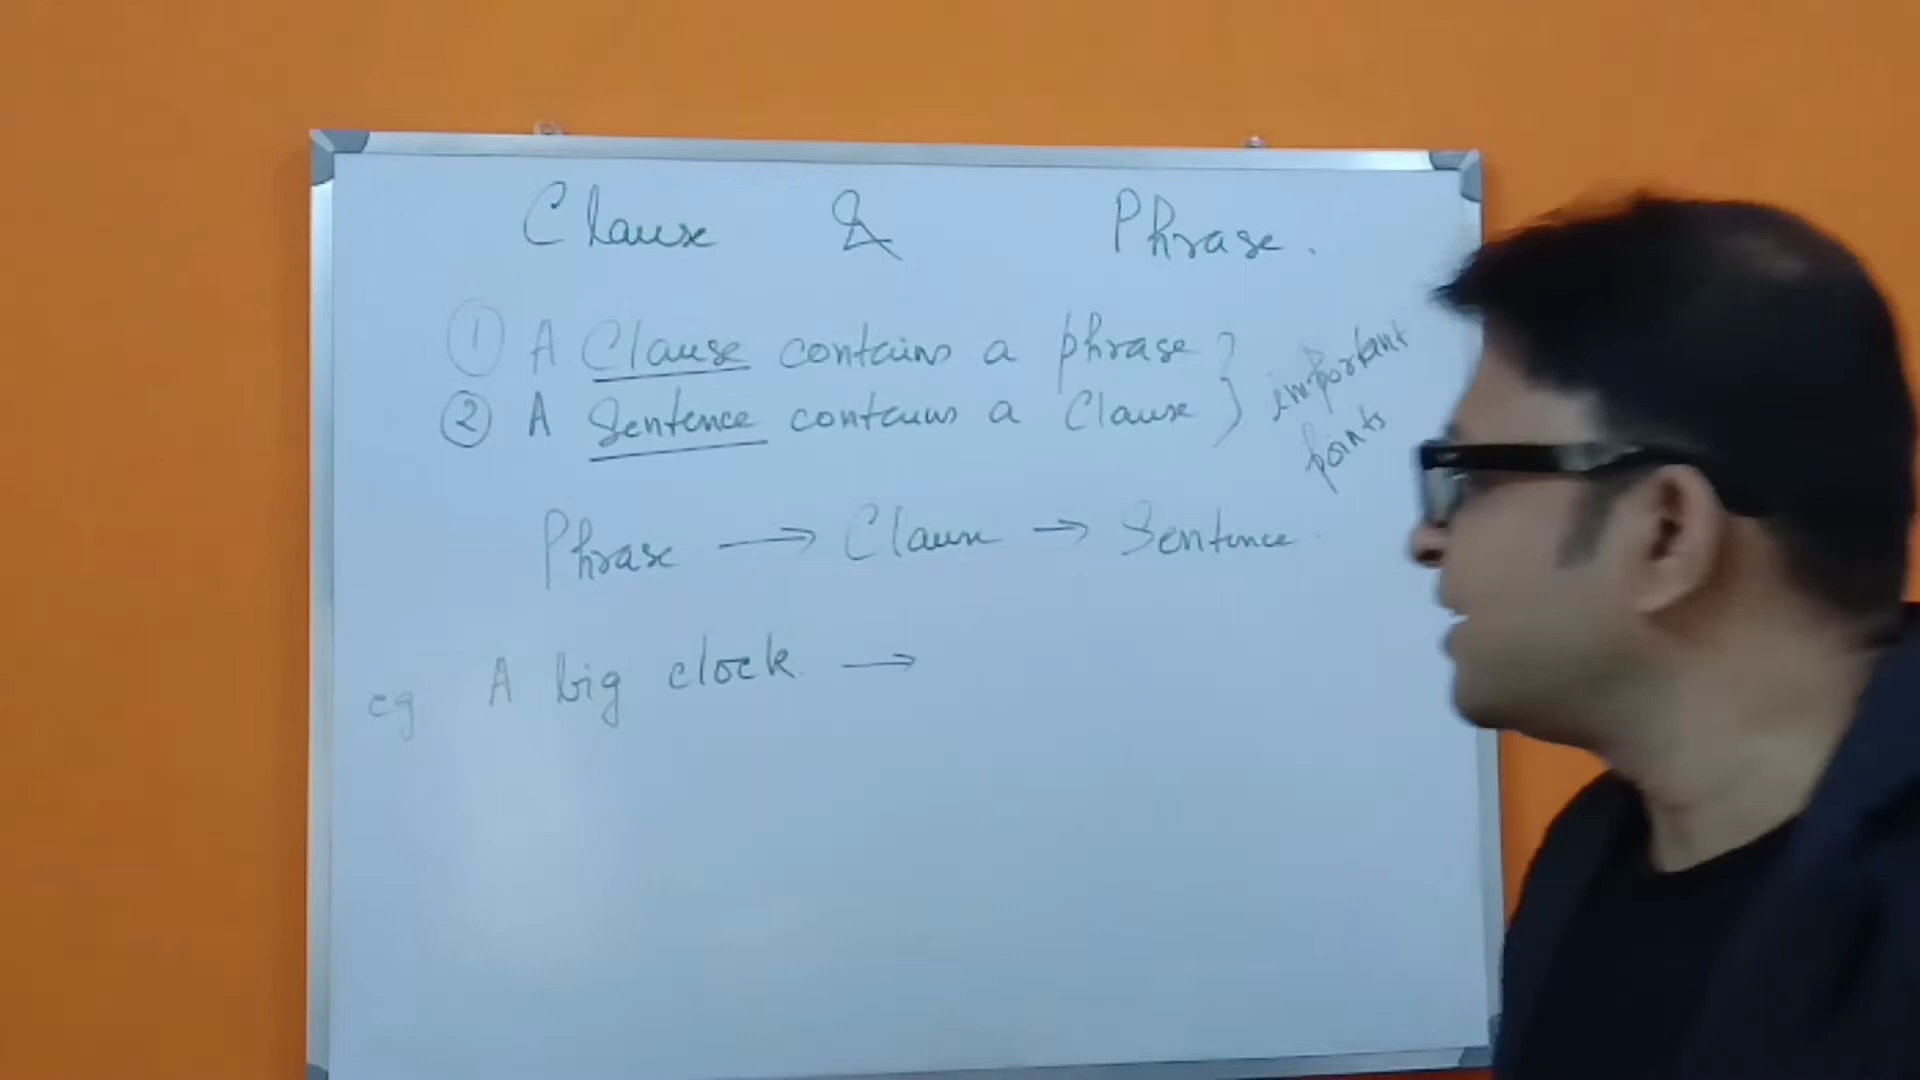 Clause & Phrase.
① A Clause contains a phrase }
② A Sentence contains a Clause } important points
Phrase → Clause → Sentence.
eg A big clock. →